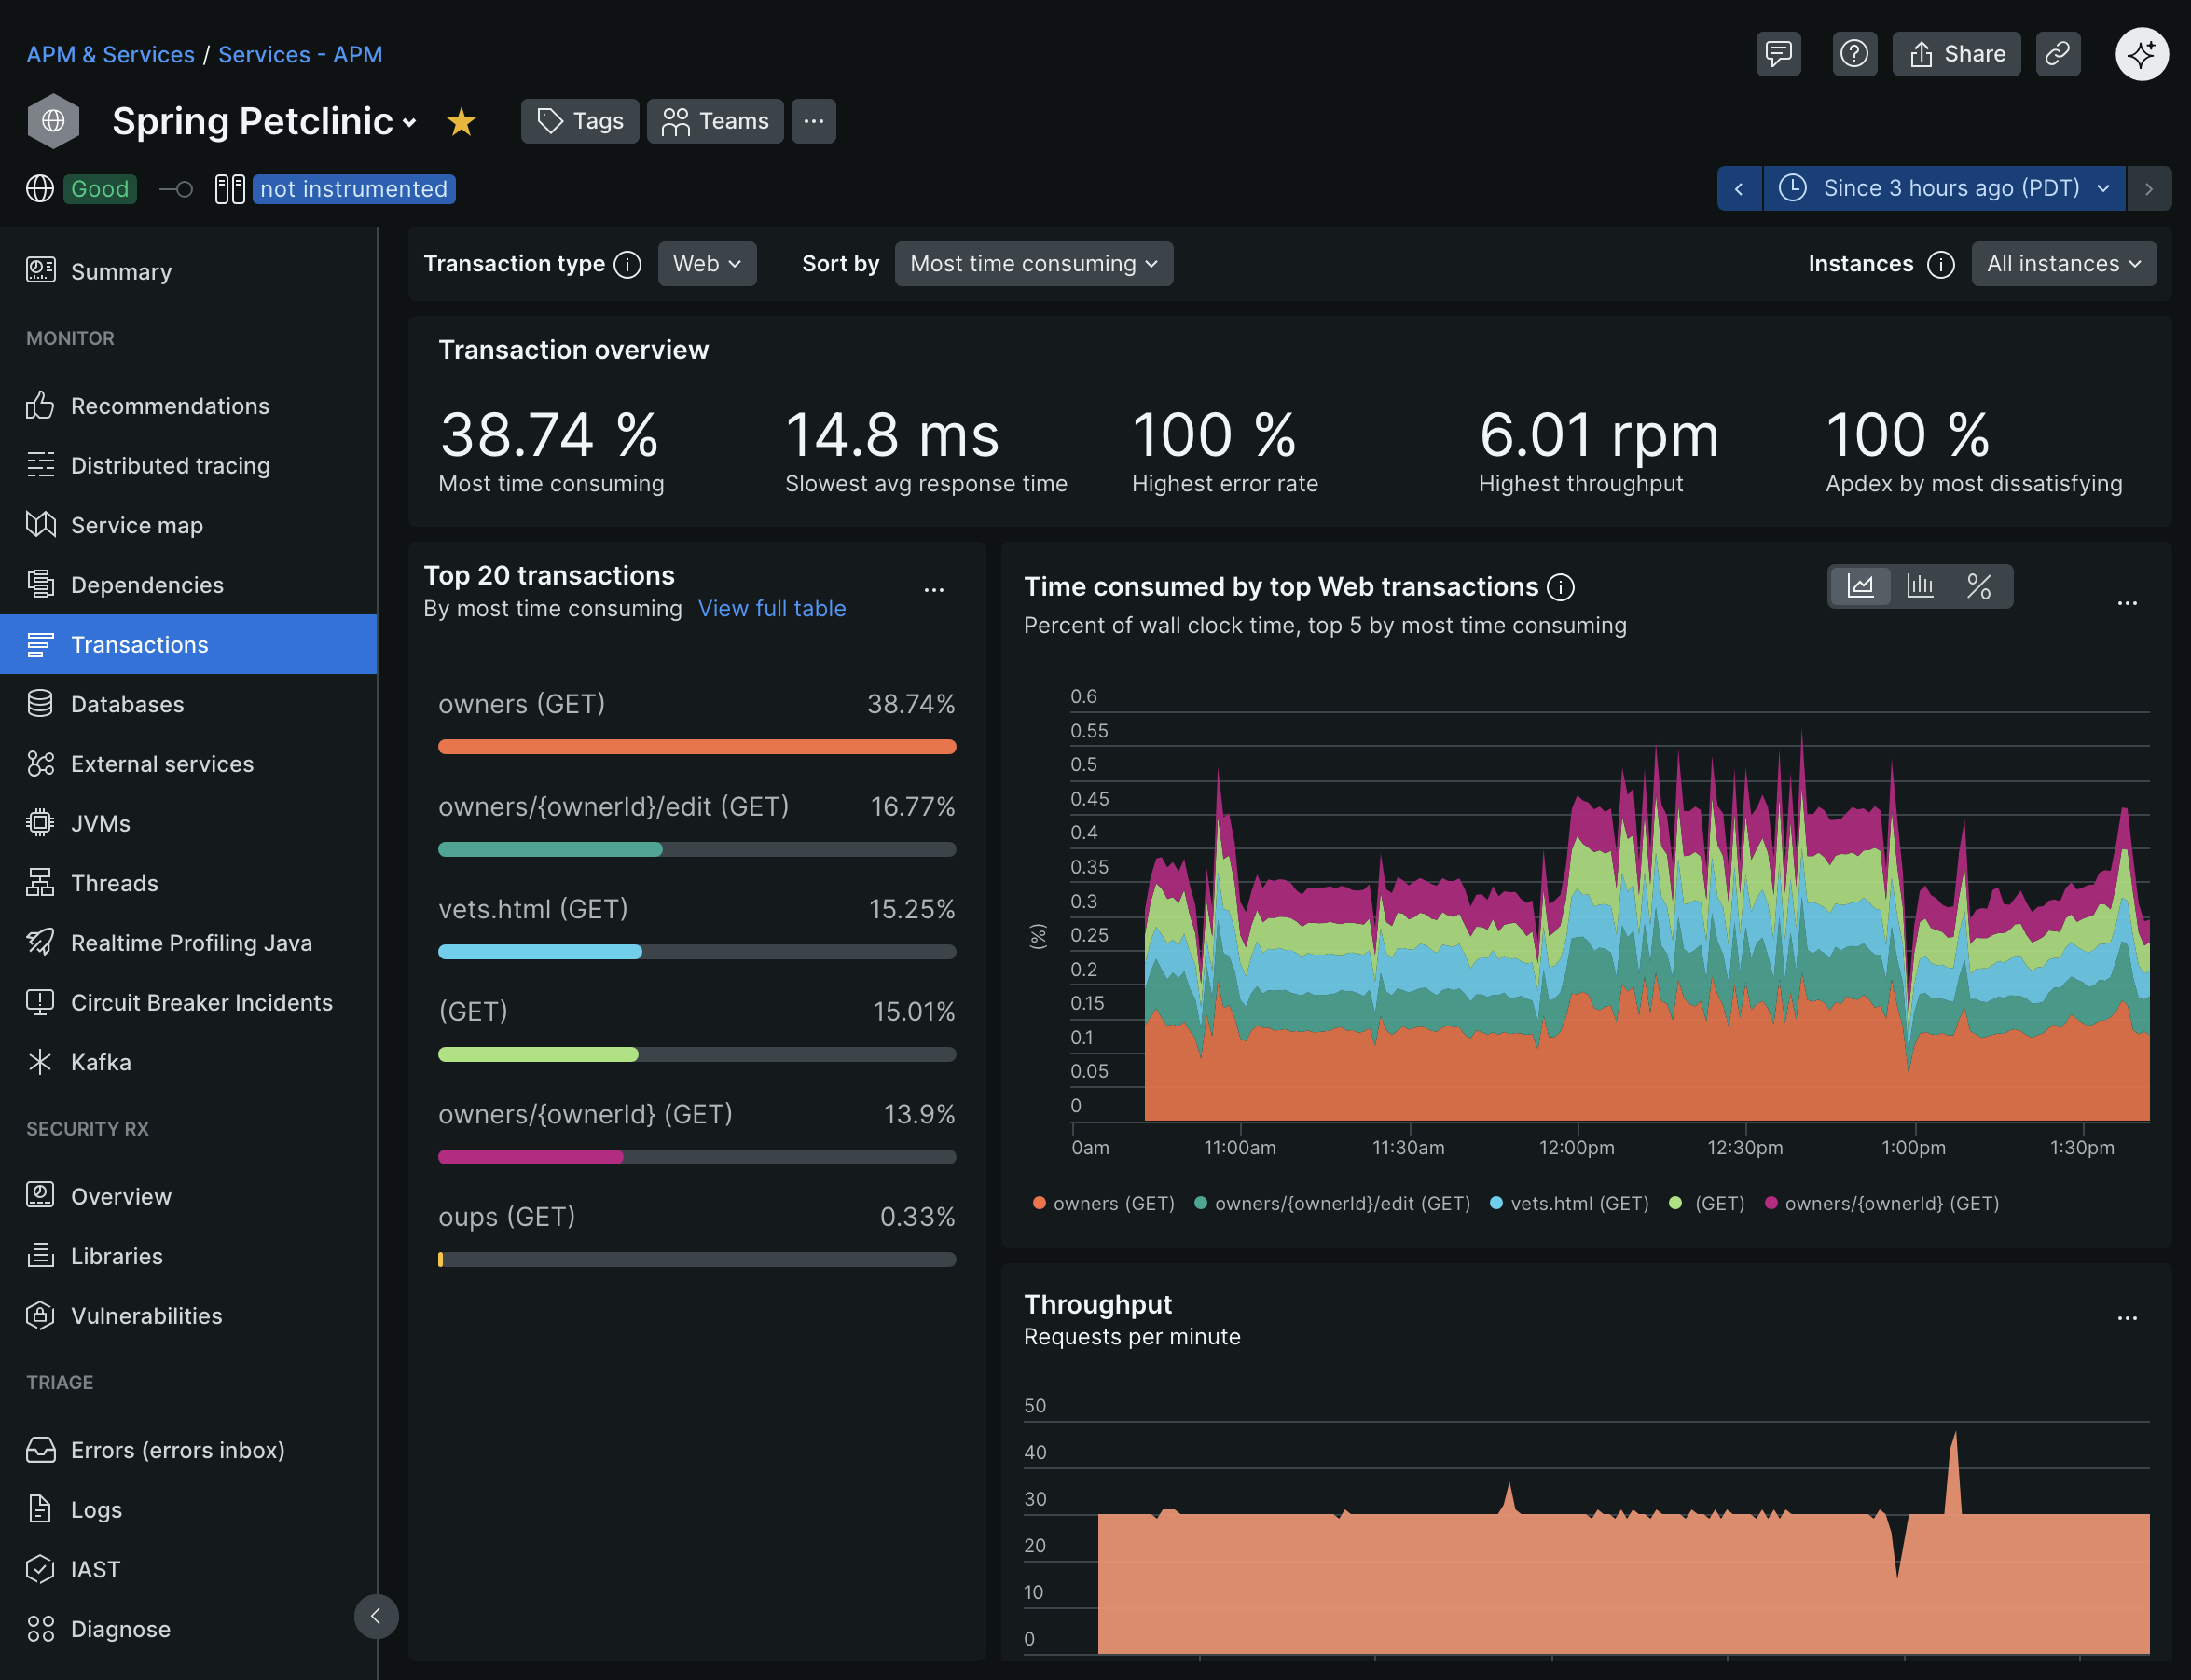 APM & Services / Services - APM
Share
Spring Petclinic
Tags
Teams
Good
not instrumented
Since 3 hours ago (PDT)
Summary
MONITOR
Recommendations
Distributed tracing
Service map
Dependencies
Transactions
Databases
External services
JVMs
Threads
Realtime Profiling Java
Circuit Breaker Incidents
Kafka
SECURITY RX
Overview
Libraries
Vulnerabilities
TRIAGE
Errors (errors inbox)
Logs
IAST
Diagnose
Transaction type
Web
Sort by
Most time consuming
Instances
All instances
Transaction overview
38.74 %
Most time consuming
14.8 ms
Slowest avg response time
100 %
Highest error rate
6.01 rpm
Highest throughput
100 %
Apdex by most dissatisfying
Top 20 transactions
By most time consuming View full table
owners (GET) 38.74%
owners/{ownerId}/edit (GET) 16.77%
vets.html (GET) 15.25%
(GET) 15.01%
owners/{ownerId} (GET) 13.9%
oups (GET) 0.33%
Time consumed by top Web transactions
Percent of wall clock time, top 5 by most time consuming
0.6
0.55
0.5
0.45
0.4
0.35
0.3
0.25
0.2
0.15
0.1
0.05
0
(%)
0am 11:00am 11:30am 12:00pm 12:30pm 1:00pm 1:30pm
owners (GET) owners/{ownerId}/edit (GET) vets.html (GET) (GET) owners/{ownerId} (GET)
Throughput
Requests per minute
50
40
30
20
10
0